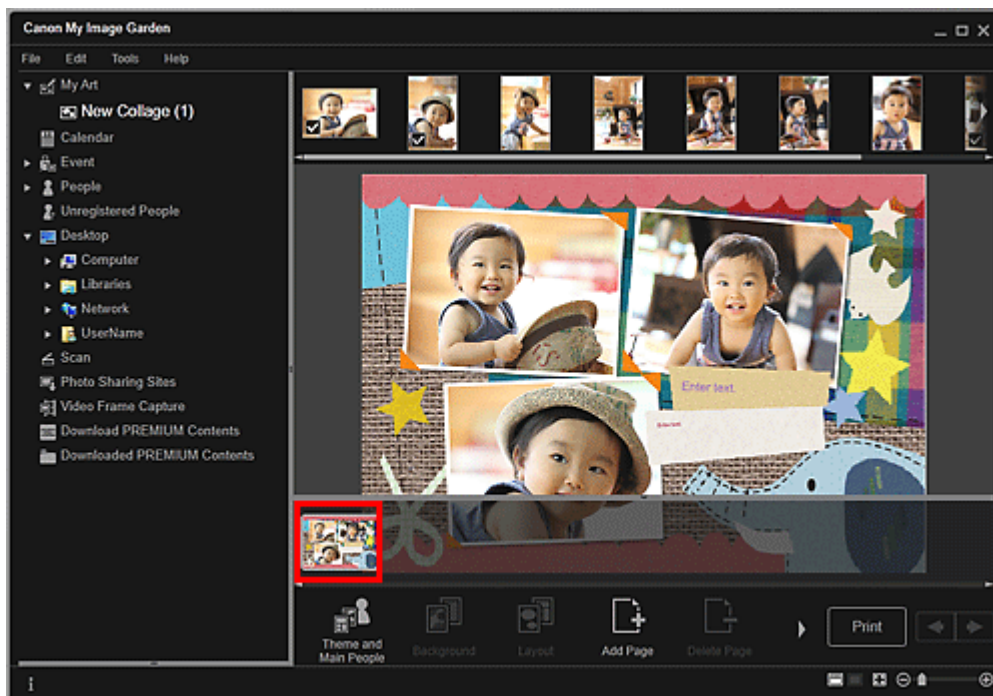 Canon My Image Garden
File Edit Tools Help
My Art
New Collage (1)
Calendar
Event
People
Unregistered People
Desktop
Computer
Libraries
Network
UserName
Scan
Photo Sharing Sites
Video Frame Capture
Download PREMIUM Contents
Downloaded PREMIUM Contents
Enter text.
Enter text.
Theme and
Main People
Background
Layout
Add Page
Delete Page
Print